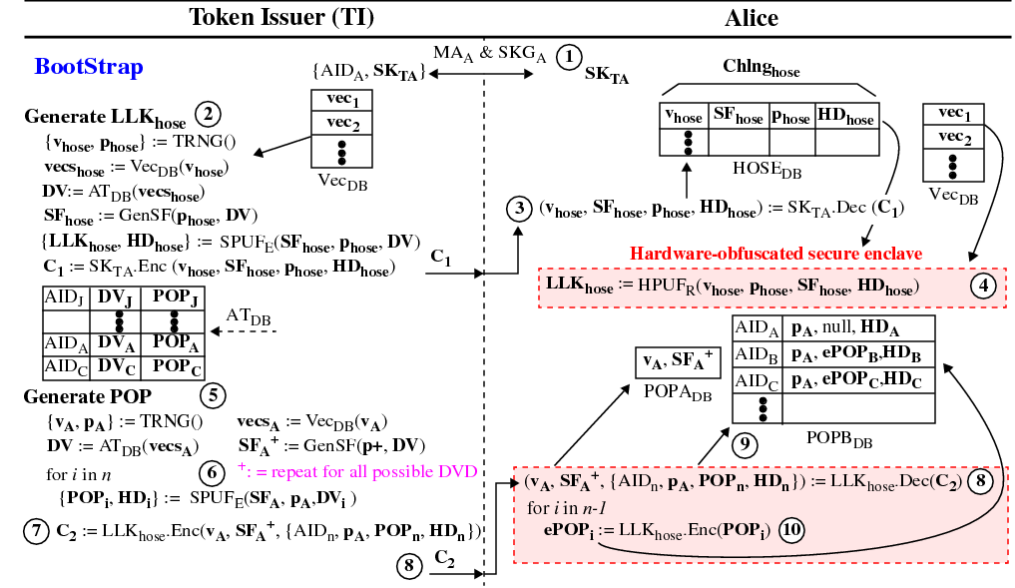 Token Issuer (TI)
Alice
BootStrap
{AID_A, SK_TA}
MA_A & SKG_A
1
SK_TA
Chlng_hose
Generate LLK_hose 2
{v_hose, p_hose} := TRNG()
vecs_hose := Vec_DB(v_hose)
DV:= AT_DB(vecs_hose)
SF_hose := GenSF(p_hose, DV)
{LLK_hose, HD_hose} := SPUF_E(SF_hose, p_hose, DV)
C_1 := SK_TA.Enc (v_hose, SF_hose, p_hose, HD_hose)
vec_1
vec_2
Vec_DB
C_1
v_hose SF_hose p_hose HD_hose
HOSE_DB
vec_1
vec_2
Vec_DB
3 (v_hose, SF_hose, p_hose, HD_hose) := SK_TA.Dec (C_1)
Hardware-obfuscated secure enclave
LLK_hose := HPUF_R(v_hose, p_hose, SF_hose, HD_hose) 4
AID_J DV_J POP_J
AID_A DV_A POP_A
AID_C DV_C POP_C
AT_DB
v_A, SF_A^+
POPA_DB
AID_A p_A, null, HD_A
AID_B p_A, ePOP_B,HD_B
AID_C p_A, ePOP_C,HD_C
POPB_DB
9
Generate POP 5
{v_A, p_A} := TRNG() vecs_A := Vec_DB(v_A)
DV := AT_DB(vecs_A) SF_A^+ := GenSF(p+, DV)
for i in n 6 +: = repeat for all possible DVD
{POP_i, HD_i} := SPUF_E(SF_A, p_A,DV_i )
7 C_2 := LLK_hose.Enc(v_A, SF_A^+, {AID_n, p_A, POP_n, HD_n})
8 C_2
(v_A, SF_A^+, {AID_n, p_A, POP_n, HD_n}) := LLK_hose.Dec(C_2) 8
for i in n-1
ePOP_i := LLK_hose.Enc(POP_i) 10